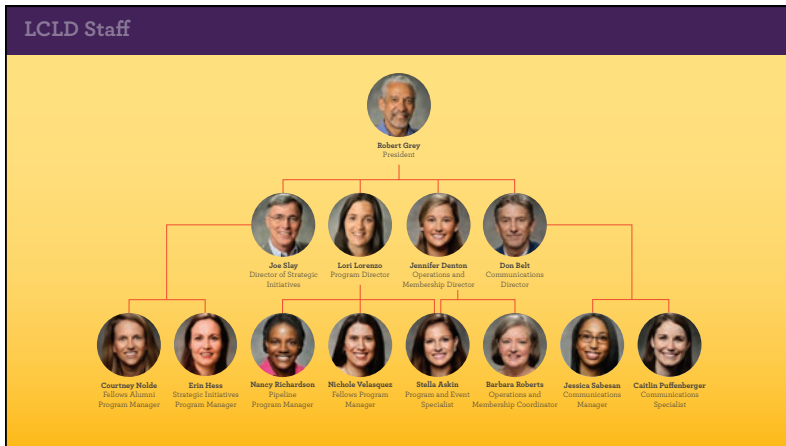 LCLD Staff
Robert Grey
President
Joe Slay
Director of Strategic
Initiatives
Lori Lorenzo
Program Director
Jennifer Denton
Operations and
Membership Director
Don Belt
Communications
Director
Courtney Nolde
Fellows Alumni
Program Manager
Erin Hess
Strategic Initiatives
Program Manager
Nancy Richardson
Pipeline
Program Manager
Nichole Velasquez
Fellows Program
Manager
Stella Askin
Program and Event
Specialist
Barbara Roberts
Operations and
Membership Coordinator
Jessica Sabesan
Communications
Manager
Caitlin Puffenberger
Communications
Specialist